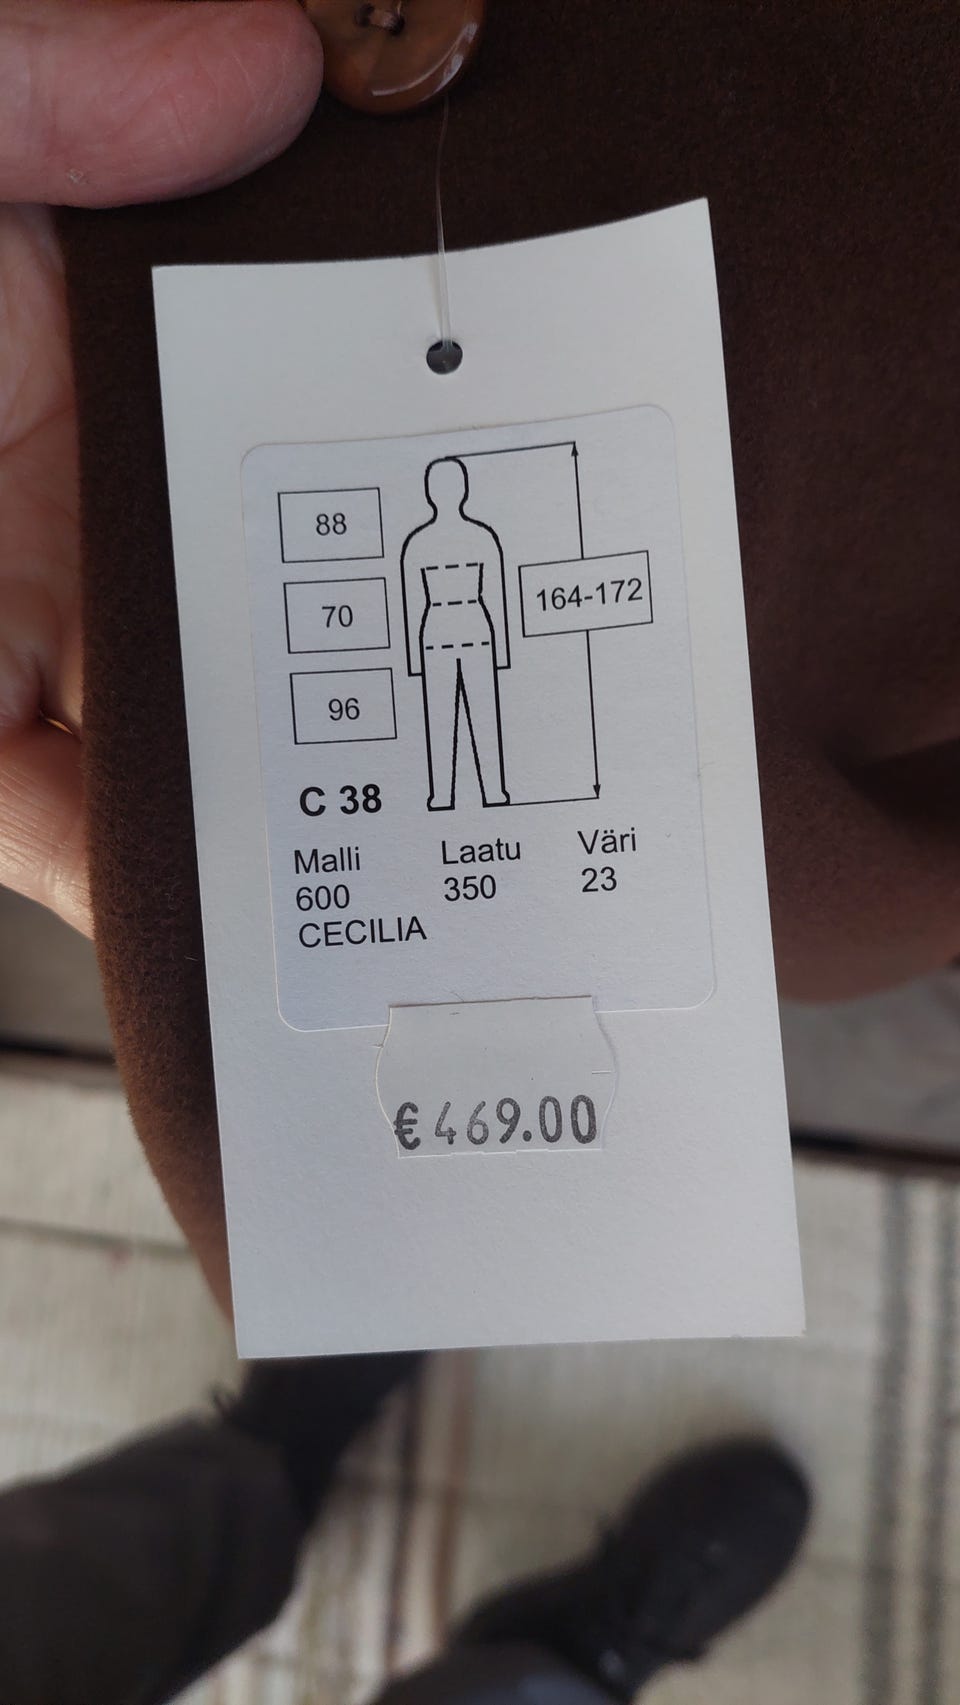 88
70
96
164-172
C 38
Malli Laatu Väri
600 350 23
CECILIA
€469.00